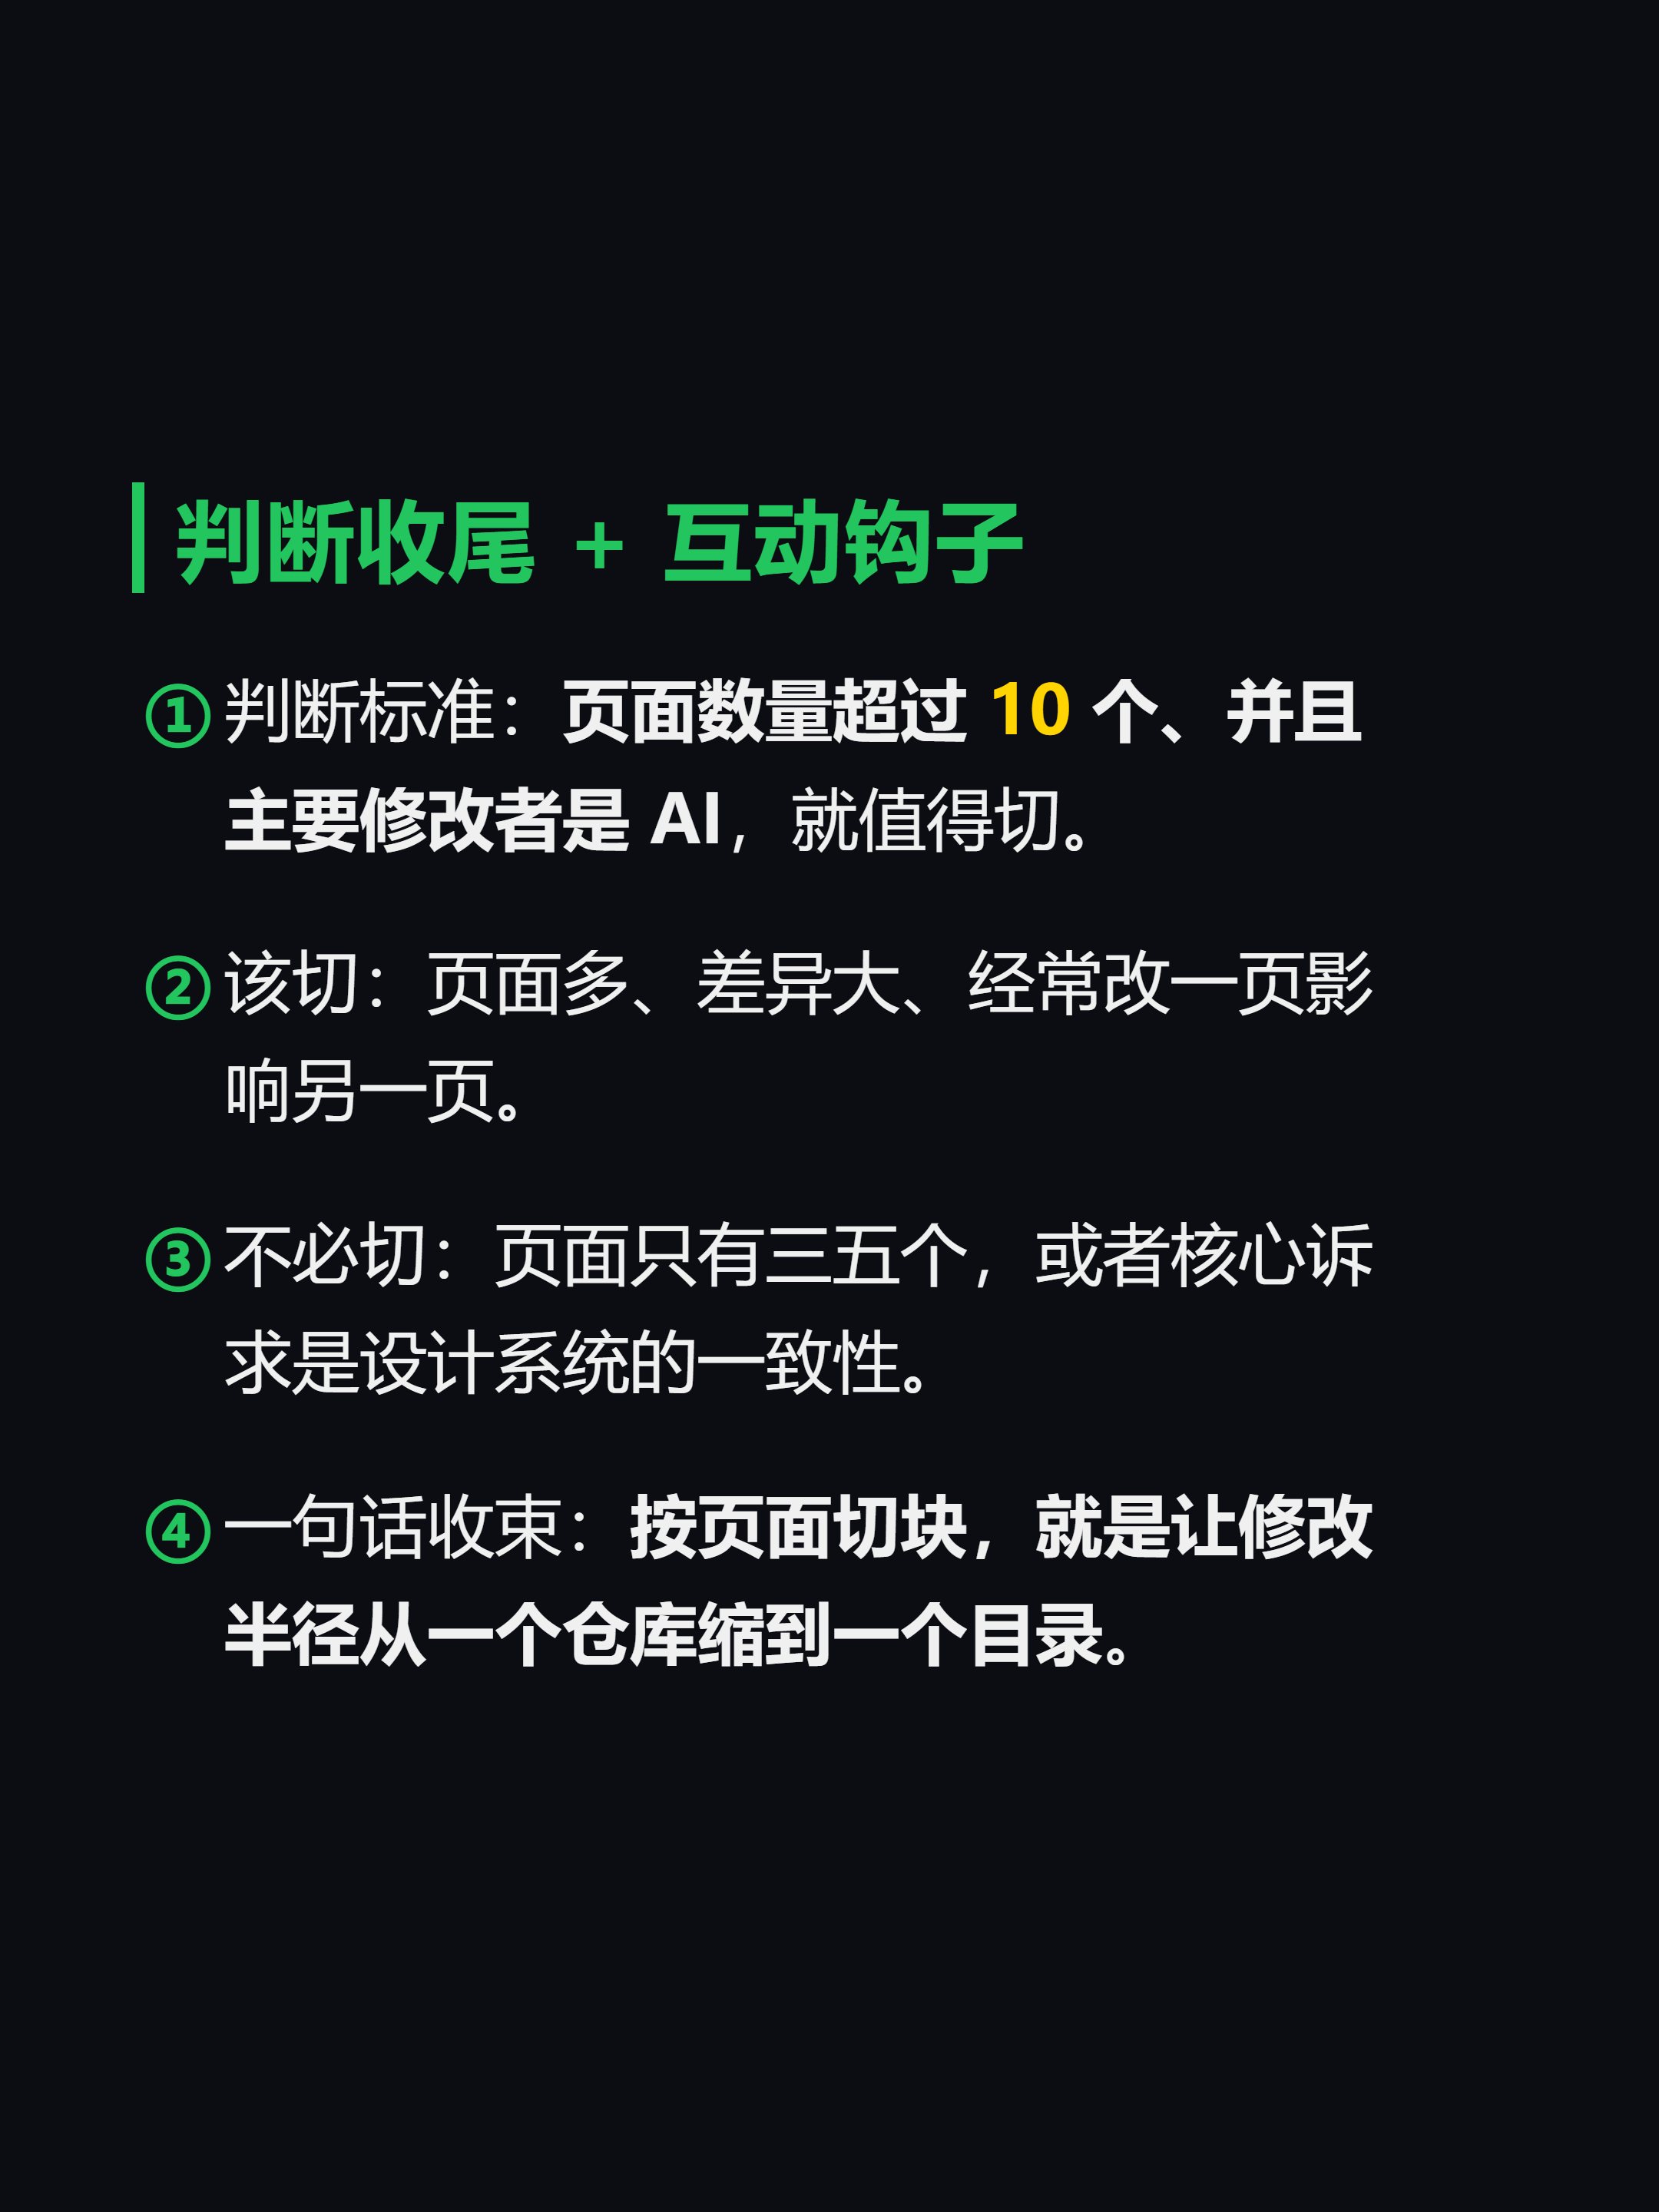 判断收尾 + 互动钩子
① 判断标准：页面数量超过 10 个、并且
主要修改者是 AI，就值得切。
② 该切：页面多、差异大、经常改一页影
响另一页。
③ 不必切：页面只有三五个，或者核心诉
求是设计系统的一致性。
④ 一句话收束：按页面切块，就是让修改
半径从一个仓库缩到一个目录。